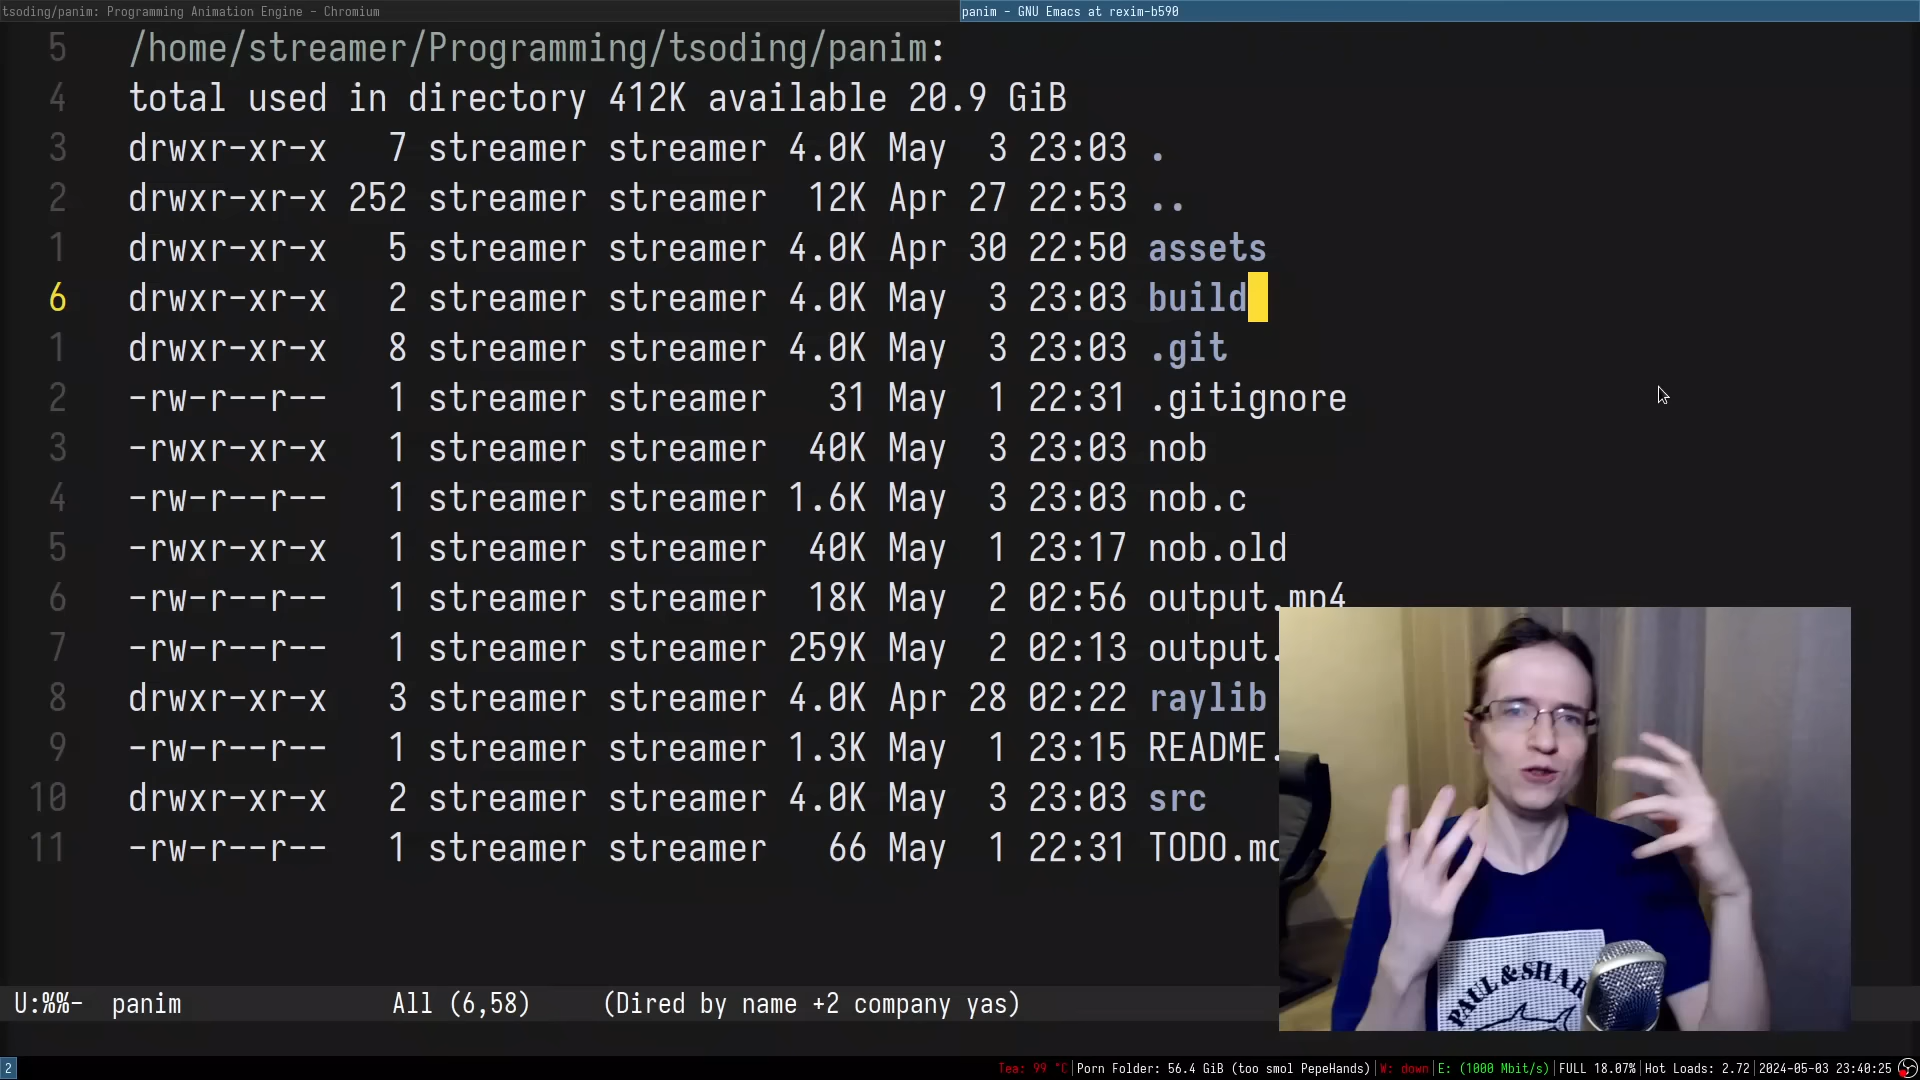 tsoding/panim: Programming Animation Engine - Chromium
panim - GNU Emacs at rexim-b590
5 /home/streamer/Programming/tsoding/panim:
4 total used in directory 412K available 20.9 GiB
3 drwxr-xr-x 7 streamer streamer 4.0K May 3 23:03 .
2 drwxr-xr-x 252 streamer streamer 12K Apr 27 22:53 ..
1 drwxr-xr-x 5 streamer streamer 4.0K Apr 30 22:50 assets
6 drwxr-xr-x 2 streamer streamer 4.0K May 3 23:03 build
1 drwxr-xr-x 8 streamer streamer 4.0K May 3 23:03 .git
2 -rw-r--r-- 1 streamer streamer 31 May 1 22:31 .gitignore
3 -rwxr-xr-x 1 streamer streamer 40K May 3 23:03 nob
4 -rw-r--r-- 1 streamer streamer 1.6K May 3 23:03 nob.c
5 -rwxr-xr-x 1 streamer streamer 40K May 1 23:17 nob.old
6 -rw-r--r-- 1 streamer streamer 18K May 2 02:56 output.mp4
7 -rw-r--r-- 1 streamer streamer 259K May 2 02:13 output.
8 drwxr-xr-x 3 streamer streamer 4.0K Apr 28 02:22 raylib
9 -rw-r--r-- 1 streamer streamer 1.3K May 1 23:15 README.
10 drwxr-xr-x 2 streamer streamer 4.0K May 3 23:03 src
11 -rw-r--r-- 1 streamer streamer 66 May 1 22:31 TODO.md
PAUL & SHAR
U:%%- panim All (6,58) (Dired by name +2 company yas)
2 Tea: 99 °C|Porn Folder: 56.4 GiB (too smol PepeHands)|W: down|E: (1000 Mbit/s)|FULL 18.07%|Hot Loads: 2.72|2024-05-03 23:40:25